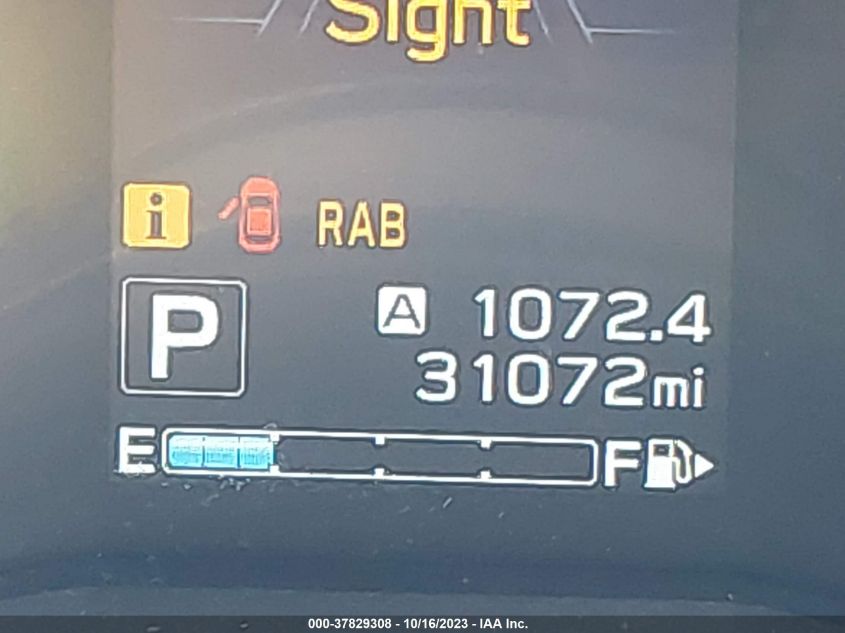 Sight
i RAB
P A 1072.4
31072mi
E F
000-37829308 - 10/16/2023 - IAA Inc.